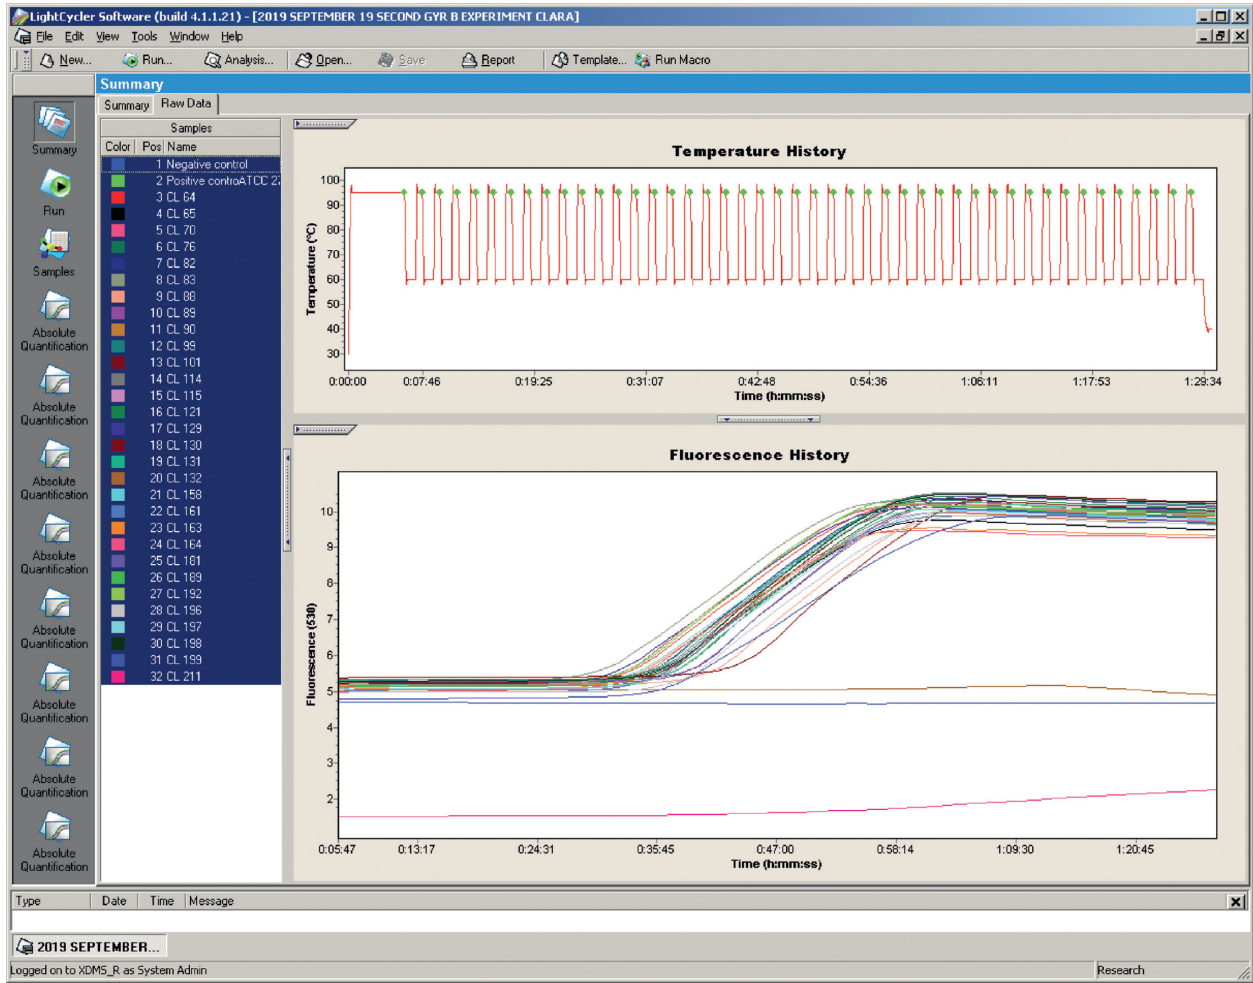 LightCycler Software (build 4.1.1.21) - [2019 SEPTEMBER 19 SECOND GYR B EXPERIMENT CLARA]
File Edit View Tools Window Help
New... Run... Analysis... Open... Save Report Template... Run Macro
Summary
Summary Raw Data
Summary
Run
Samples
Absolute
Quantification
Absolute
Quantification
Absolute
Quantification
Absolute
Quantification
Absolute
Quantification
Absolute
Quantification
Absolute
Quantification
Absolute
Quantification
Samples
Color Pos Name
1 Negative control
2 Positive controATCC 2
3 CL 64
4 CL 65
5 CL 70
6 CL 76
7 CL 82
8 CL 83
9 CL 88
10 CL 89
11 CL 90
12 CL 99
13 CL 101
14 CL 114
15 CL 115
16 CL 121
17 CL 129
18 CL 130
19 CL 131
20 CL 132
21 CL 158
22 CL 161
23 CL 163
24 CL 164
25 CL 181
26 CL 189
27 CL 192
28 CL 196
29 CL 197
30 CL 198
31 CL 199
32 CL 211
Temperature History
Temperature (°C)
100
90
80
70
60
50
40
30
0:00:00 0:07:46 0:19:25 0:31:07 0:42:48 0:54:36 1:06:11 1:17:53 1:29:34
Time (h:mm:ss)
Fluorescence History
Fluorescence (530)
10
9
8
7
6
5
4
3
2
0:05:47 0:13:17 0:24:31 0:35:45 0:47:00 0:58:14 1:09:30 1:20:45
Time (h:mm:ss)
Type Date Time Message
2019 SEPTEMBER...
Logged on to XDMS_R as System Admin
Research